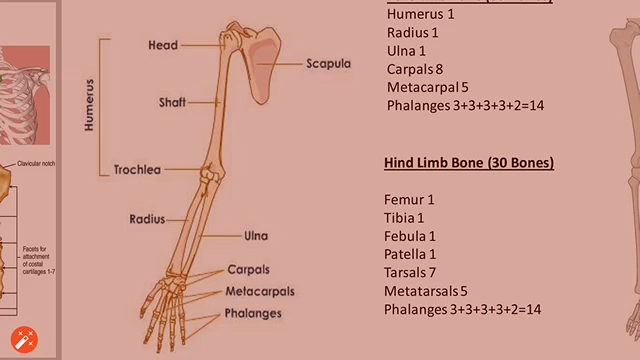 Humerus 1
Radius 1
Ulna 1
Carpals 8
Metacarpal 5
Phalanges 3+3+3+3+2=14
Hind Limb Bone (30 Bones)
Femur 1
Tibia 1
Febula 1
Patella 1
Tarsals 7
Metatarsals 5
Phalanges 3+3+3+3+2=14
Head
Scapula
Humerus
Shaft
Trochlea
Radius
Ulna
Carpals
Metacarpals
Phalanges
Clavicular notch
Facets for
attachment
of costal
cartilages 1-7